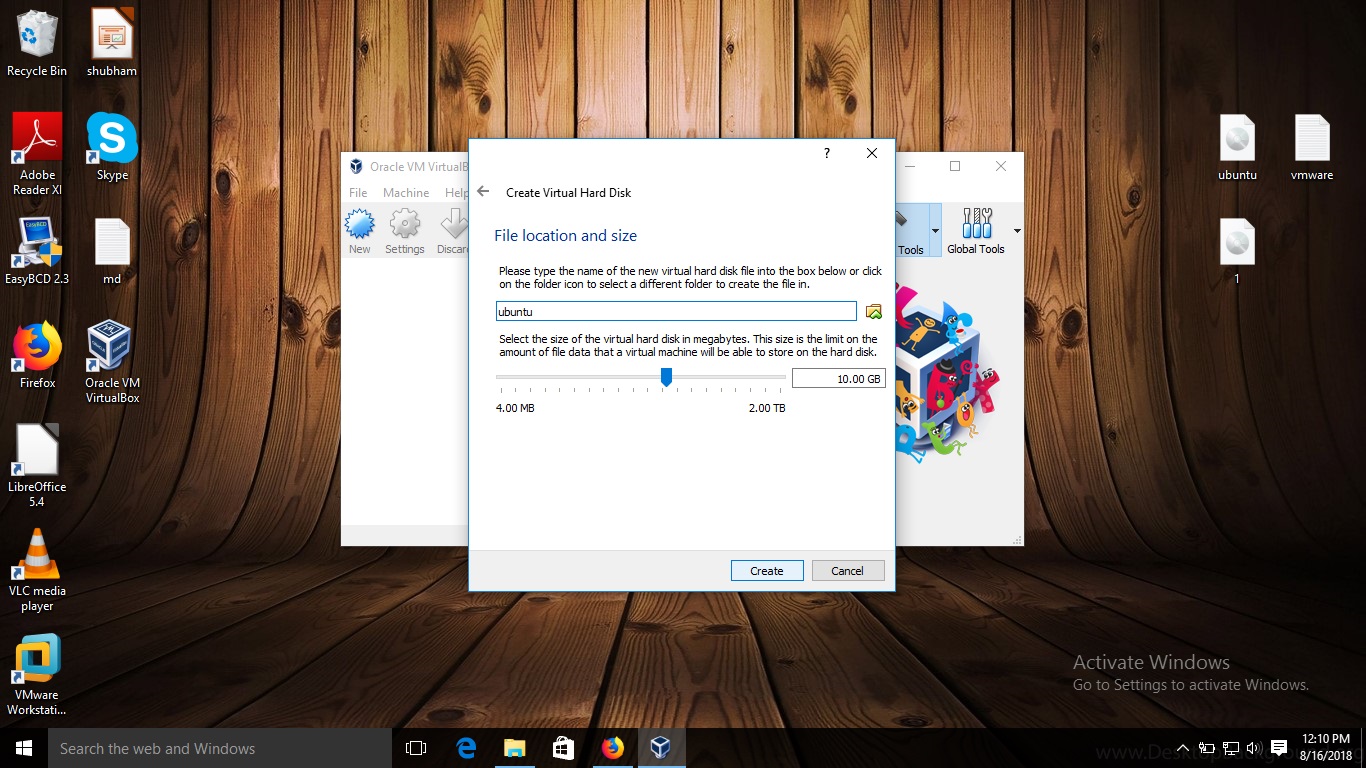 Recycle Bin
shubham
Adobe
Reader XI
Skype
EasyBCD 2.3
md
Firefox
Oracle VM
VirtualBox
LibreOffice
5.4
VLC media
player
VMware
Workstati...
ubuntu
vmware
1
Oracle VM VirtualB
File Machine Help
New Settings Discard
Tools
Global Tools
?
Create Virtual Hard Disk
File location and size
Please type the name of the new virtual hard disk file into the box below or click
on the folder icon to select a different folder to create the file in.
ubuntu
Select the size of the virtual hard disk in megabytes. This size is the limit on the
amount of file data that a virtual machine will be able to store on the hard disk.
10.00 GB
4.00 MB 2.00 TB
Create Cancel
Activate Windows
Go to Settings to activate Windows.
Search the web and Windows
12:10 PM
8/16/2018